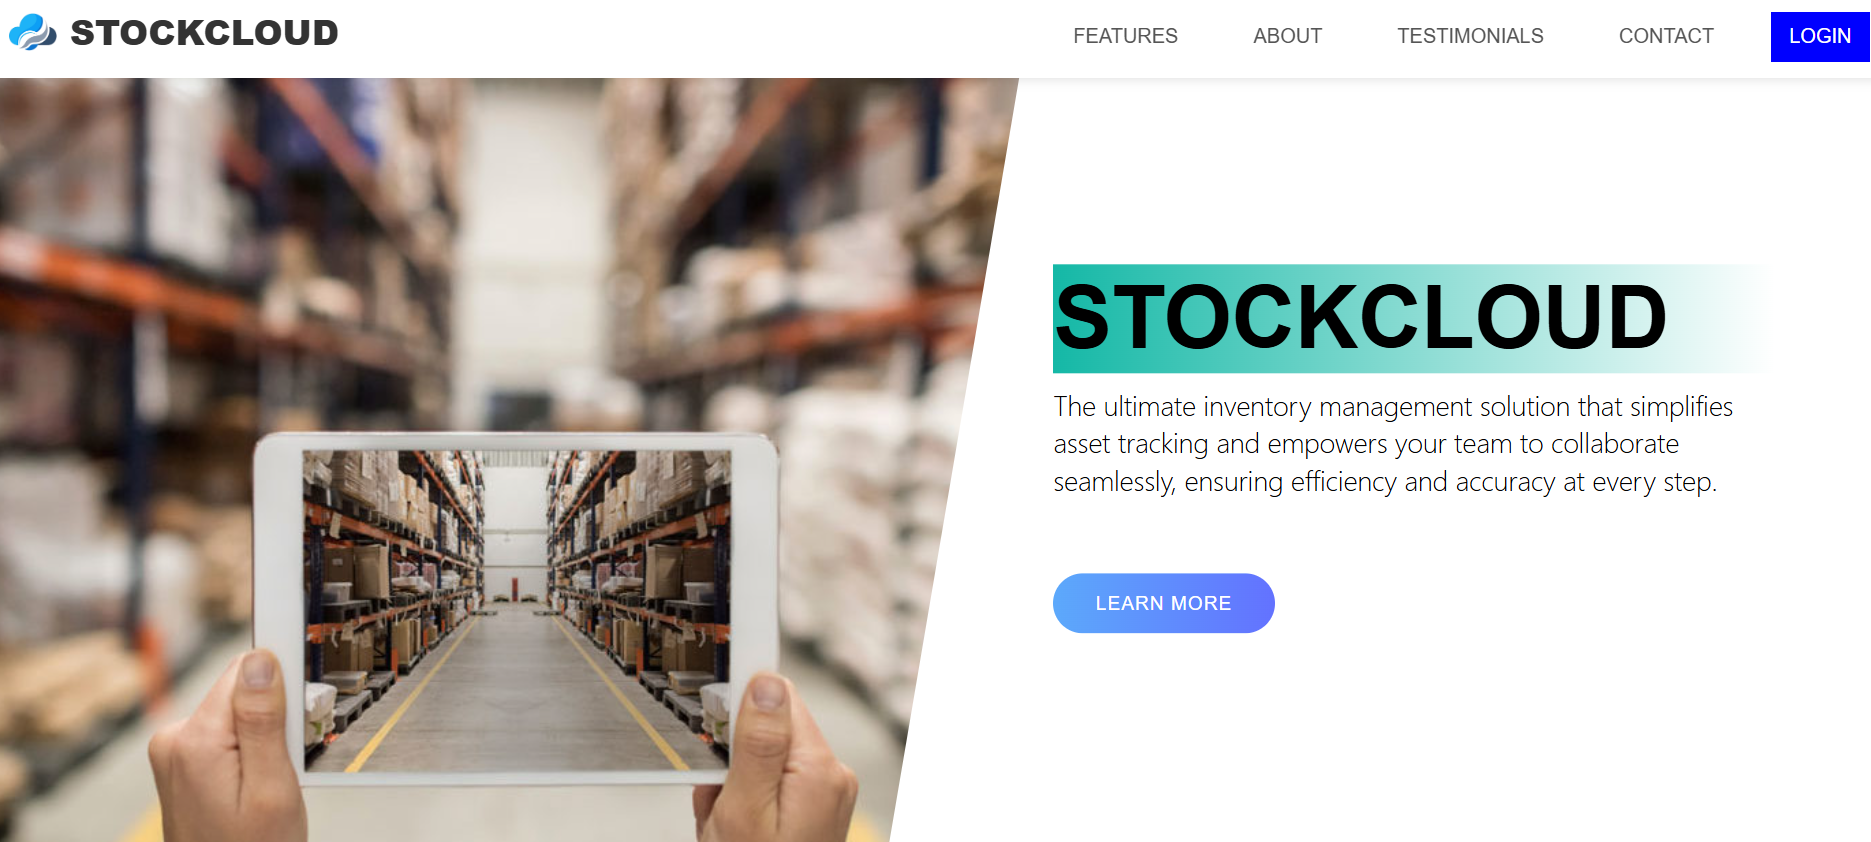 STOCKCLOUD
FEATURES
ABOUT
TESTIMONIALS
CONTACT
LOGIN
STOCKCLOUD
The ultimate inventory management solution that simplifies
asset tracking and empowers your team to collaborate
seamlessly, ensuring efficiency and accuracy at every step.
LEARN MORE